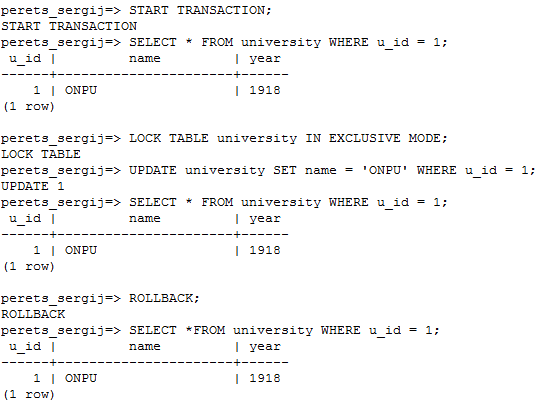 perets_sergij=> START TRANSACTION;
START TRANSACTION
perets_sergij=> SELECT * FROM university WHERE u_id = 1;
 u_id |         name         | year
------+----------------------+------
    1 | ONPU                 | 1918
(1 row)

perets_sergij=> LOCK TABLE university IN EXCLUSIVE MODE;
LOCK TABLE
perets_sergij=> UPDATE university SET name = 'ONPU' WHERE u_id = 1;
UPDATE 1
perets_sergij=> SELECT * FROM university WHERE u_id = 1;
 u_id |         name         | year
------+----------------------+------
    1 | ONPU                 | 1918
(1 row)

perets_sergij=> ROLLBACK;
ROLLBACK
perets_sergij=> SELECT *FROM university WHERE u_id = 1;
 u_id |         name         | year
------+----------------------+------
    1 | ONPU                 | 1918
(1 row)